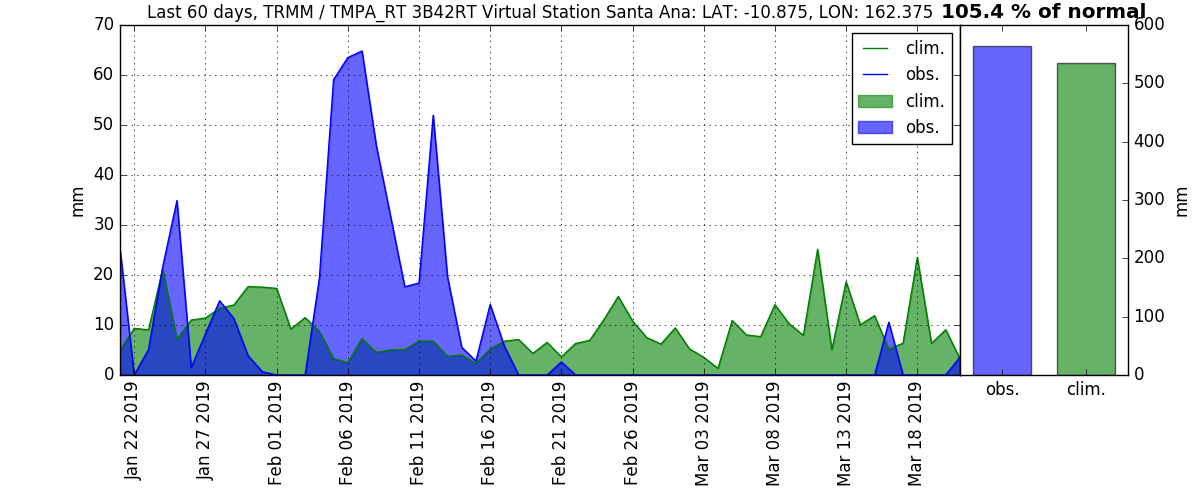 Last 60 days, TRMM / TMPA_RT 3B42RT Virtual Station Santa Ana: LAT: -10.875, LON: 162.375
105.4 % of normal
70
60
50
40
30
20
10
0
mm
clim.
obs.
clim.
obs.
Jan 22 2019
Jan 27 2019
Feb 01 2019
Feb 06 2019
Feb 11 2019
Feb 16 2019
Feb 21 2019
Feb 26 2019
Mar 03 2019
Mar 08 2019
Mar 13 2019
Mar 18 2019
600
500
400
300
200
100
0
mm
obs.
clim.